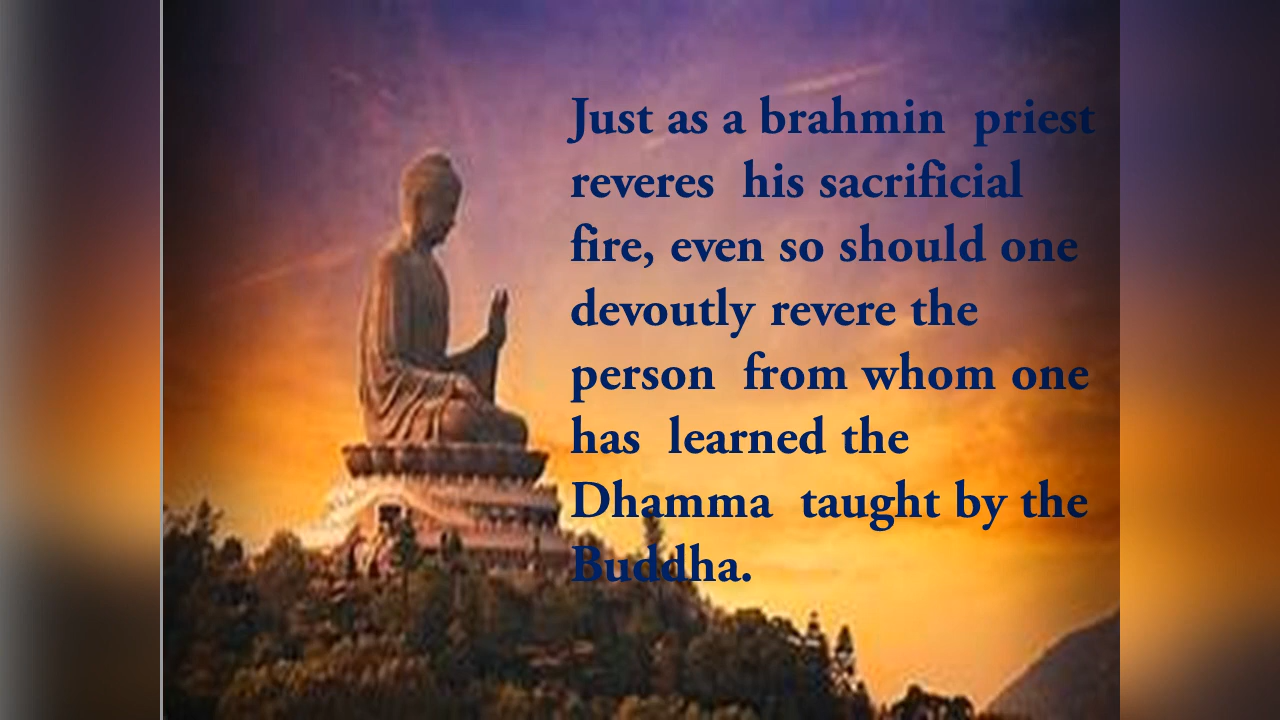 Just as a brahmin  priest
reveres  his sacrificial
fire, even so should one
devoutly revere the
person  from whom one
has  learned the
Dhamma  taught by the
Buddha.